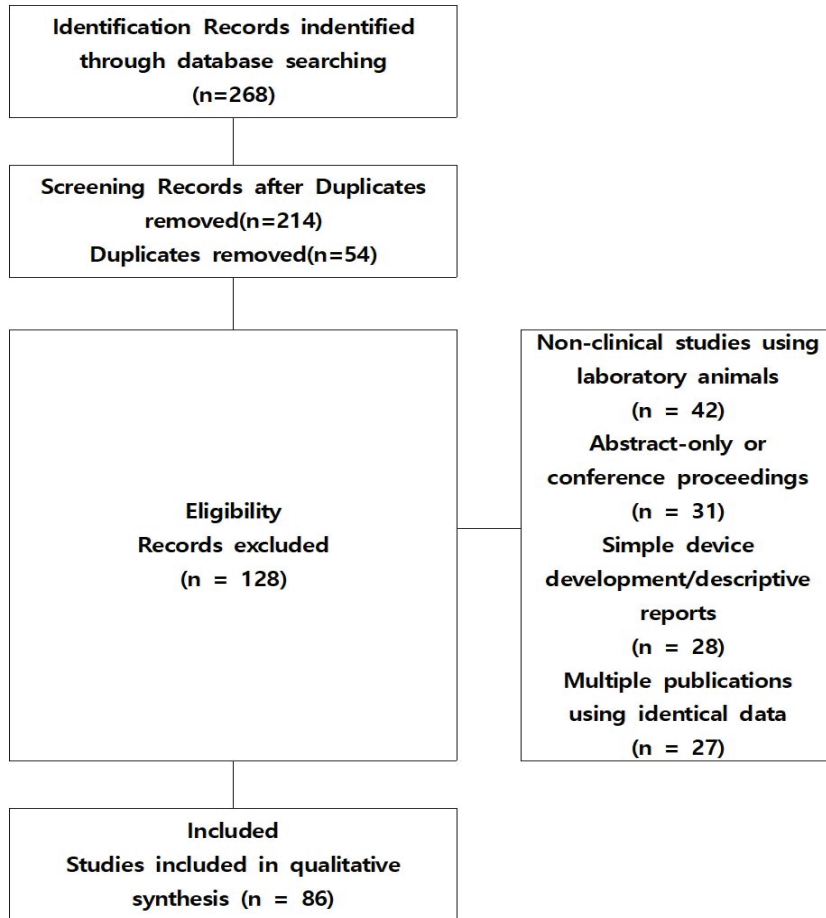 Identification Records indentified
through database searching
(n=268)
Screening Records after Duplicates
removed(n=214)
Duplicates removed(n=54)
Eligibility
Records excluded
(n = 128)
Non-clinical studies using
laboratory animals
(n = 42)
Abstract-only or
conference proceedings
(n = 31)
Simple device
development/descriptive
reports
(n = 28)
Multiple publications
using identical data
(n = 27)
Included
Studies included in qualitative
synthesis (n = 86)